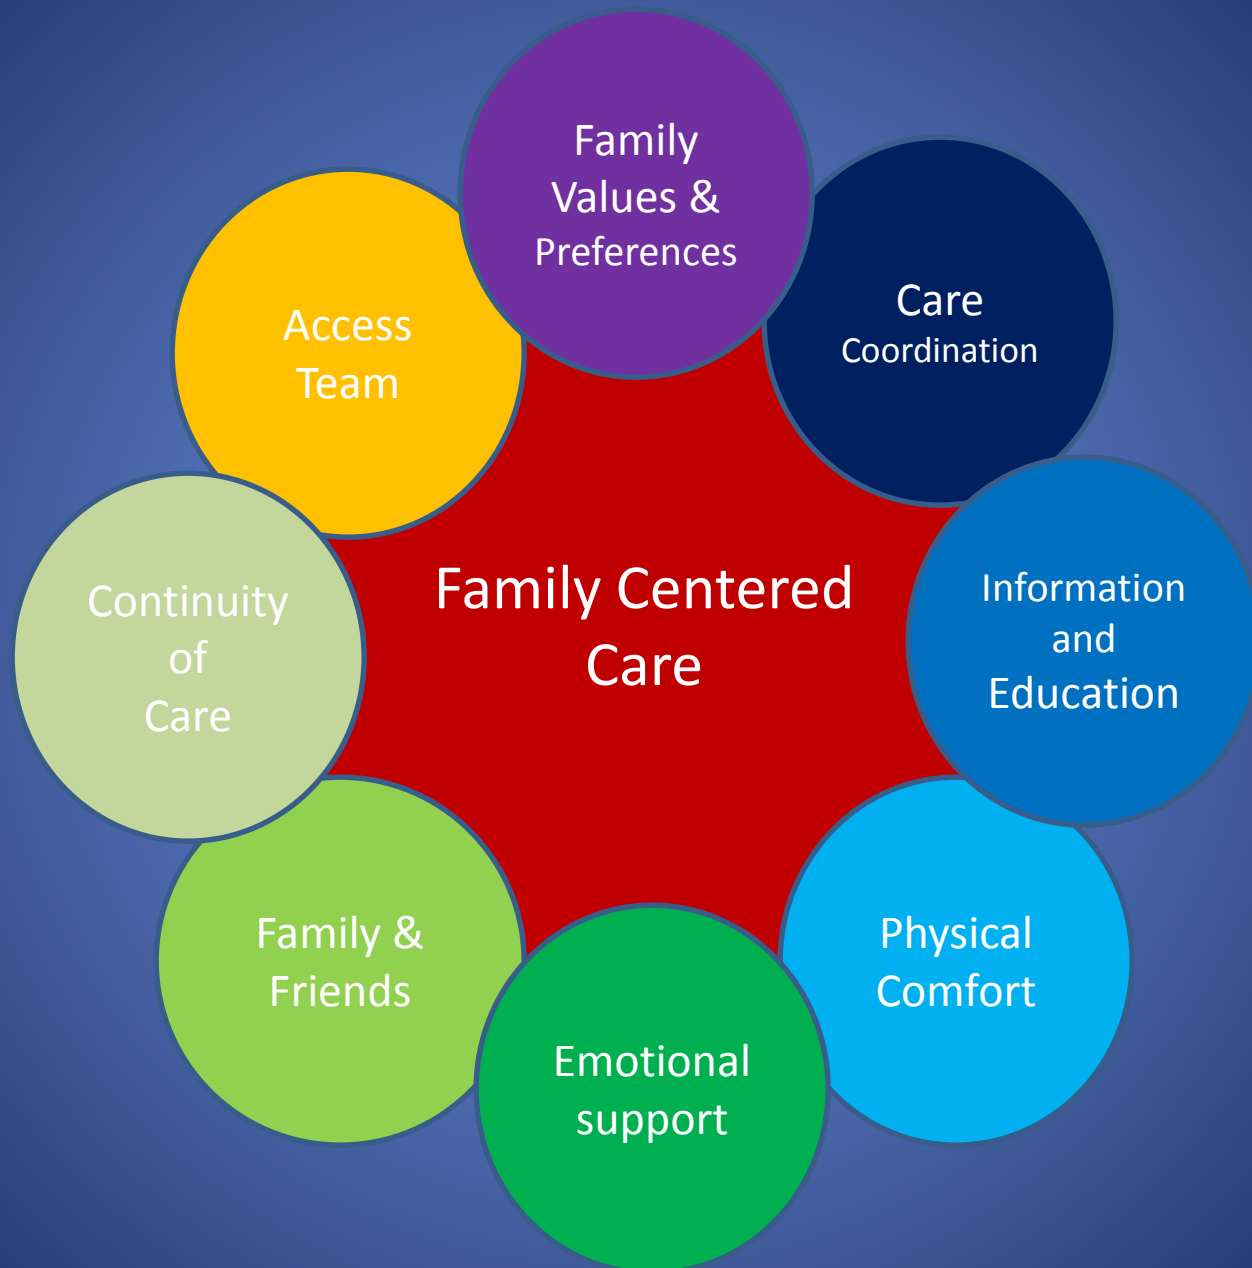 Family
Values &
Preferences
Care
Coordination
Access
Team
Family Centered
Care
Information
and
Education
Continuity
of
Care
Physical
Comfort
Family &
Friends
Emotional
support